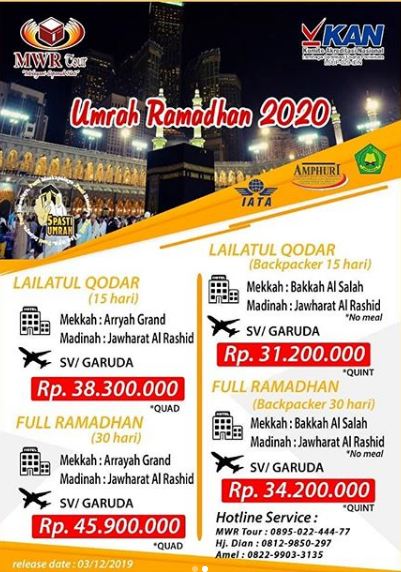 MWR Tour
KAN
Komite Akreditasi Nasional
Umrah Ramadhan 2020
IATA
AMPHURI
5 PASTI
UMRAH
LAILATUL QODAR
(15 hari)
HOTEL
Mekkah : Arryah Grand
Madinah : Jawharat Al Rashid
SV/ GARUDA
Rp. 38.300.000
*QUAD
FULL RAMADHAN
(30 hari)
HOTEL
Mekkah : Arrayah Grand
Madinah : Jawharat Al Rashid
SV/ GARUDA
Rp. 45.900.000
*QUAD
LAILATUL QODAR
(Backpacker 15 hari)
HOTEL
Mekkah : Bakkah Al Salah
Madinah : Jawharat Al Rashid
*No meal
SV/ GARUDA
Rp. 31.200.000
*QUINT
FULL RAMADHAN
(Backpacker 30 hari)
HOTEL
Mekkah : Bakkah Al Salah
Madinah : Jawharat Al Rashid
*No meal
SV/ GARUDA
Rp. 34.200.000
*QUINT
Hotline Service :
MWR Tour : 0895-022-444-77
Hj. Dian : 0812-9850-297
Amel : 0822-9903-3135
release date : 03/12/2019